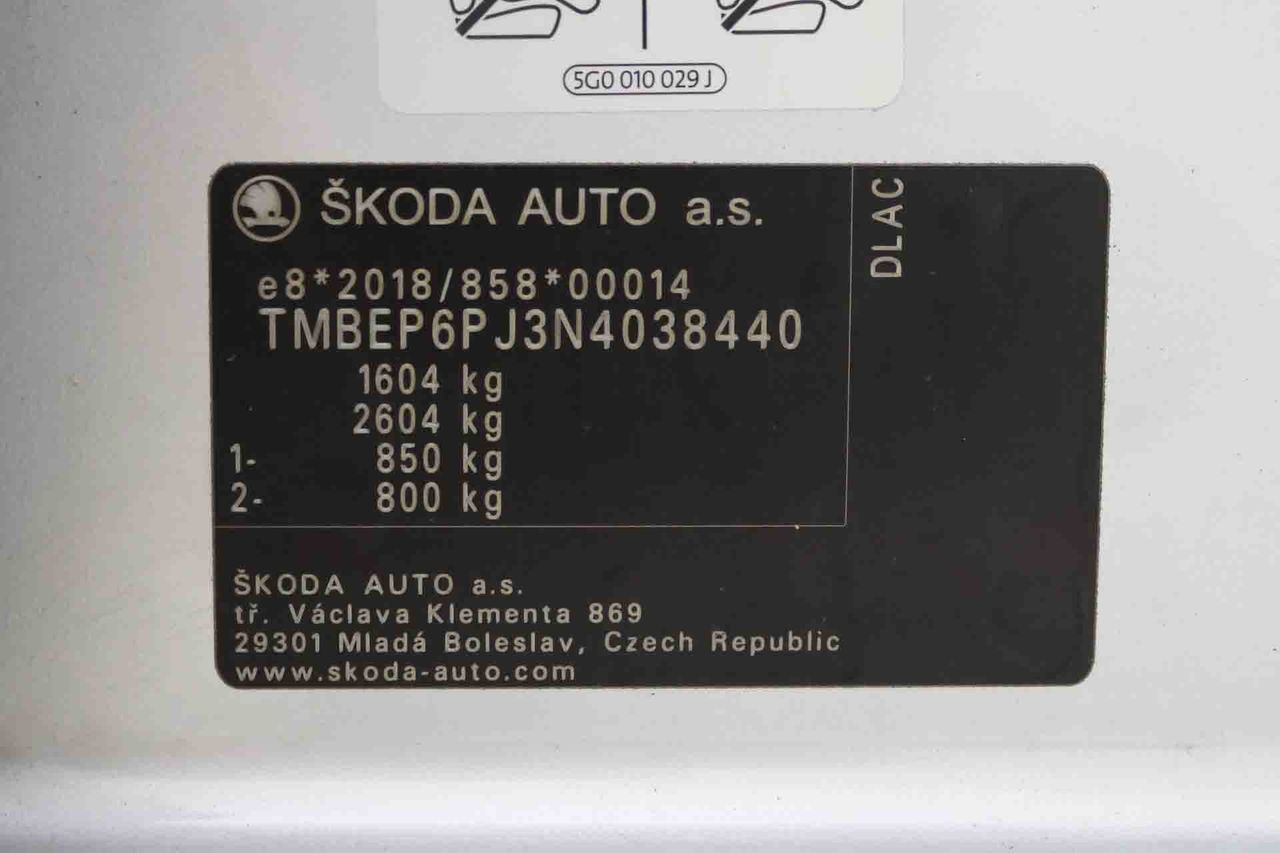 5G0 010 029 J
ŠKODA AUTO a.s.
DLAC
e8*2018/858*00014
TMBEP6PJ3N4038440
1604 kg
2604 kg
1- 850 kg
2- 800 kg
ŠKODA AUTO a.s.
tř. Václava Klementa 869
29301 Mladá Boleslav, Czech Republic
www.skoda-auto.com